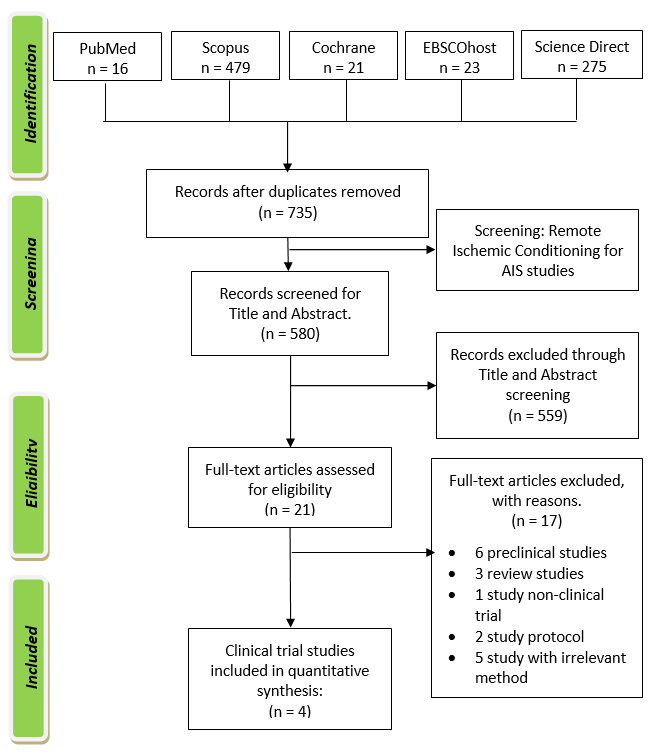 Identification
PubMed
n = 16
Scopus
n = 479
Cochrane
n = 21
EBSCOhost
n = 23
Science Direct
n = 275
Records after duplicates removed
(n = 735)
Screening
Screening: Remote
Ischemic Conditioning for
AIS studies
Records screened for
Title and Abstract.
(n = 580)
Records excluded through
Title and Abstract
screening
(n = 559)
Eligibility
Full-text articles assessed
for eligibility
(n = 21)
Full-text articles excluded,
with reasons.
(n = 17)
• 6 preclinical studies
• 3 review studies
• 1 study non-clinical
trial
• 2 study protocol
• 5 study with irrelevant
method
Included
Clinical trial studies
included in quantitative
synthesis:
(n = 4)